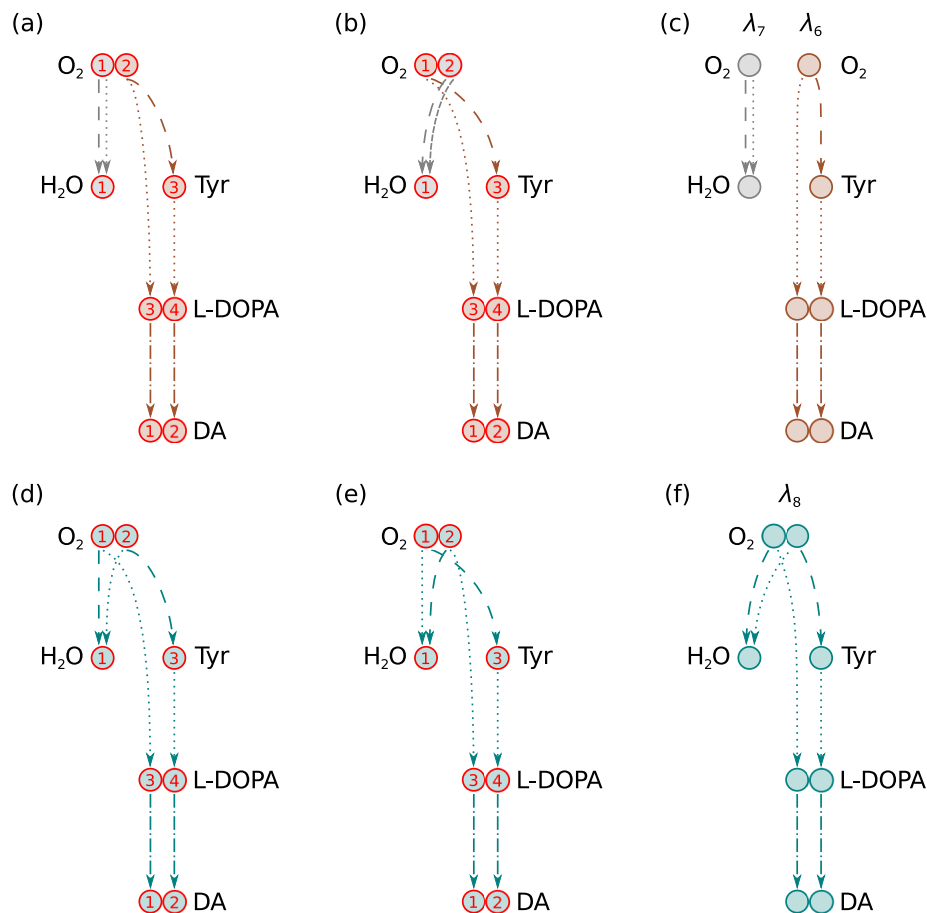 (a) (b) (c) λ₇ λ₆
O₂ 1 2 O₂ 1 2 O₂ O₂
H₂O 1 3 Tyr H₂O 1 3 Tyr H₂O Tyr
3 4 L-DOPA 3 4 L-DOPA L-DOPA
1 2 DA 1 2 DA DA
(d) (e) (f) λ₈
O₂ 1 2 O₂ 1 2 O₂
H₂O 1 3 Tyr H₂O 1 3 Tyr H₂O Tyr
3 4 L-DOPA 3 4 L-DOPA L-DOPA
1 2 DA 1 2 DA DA